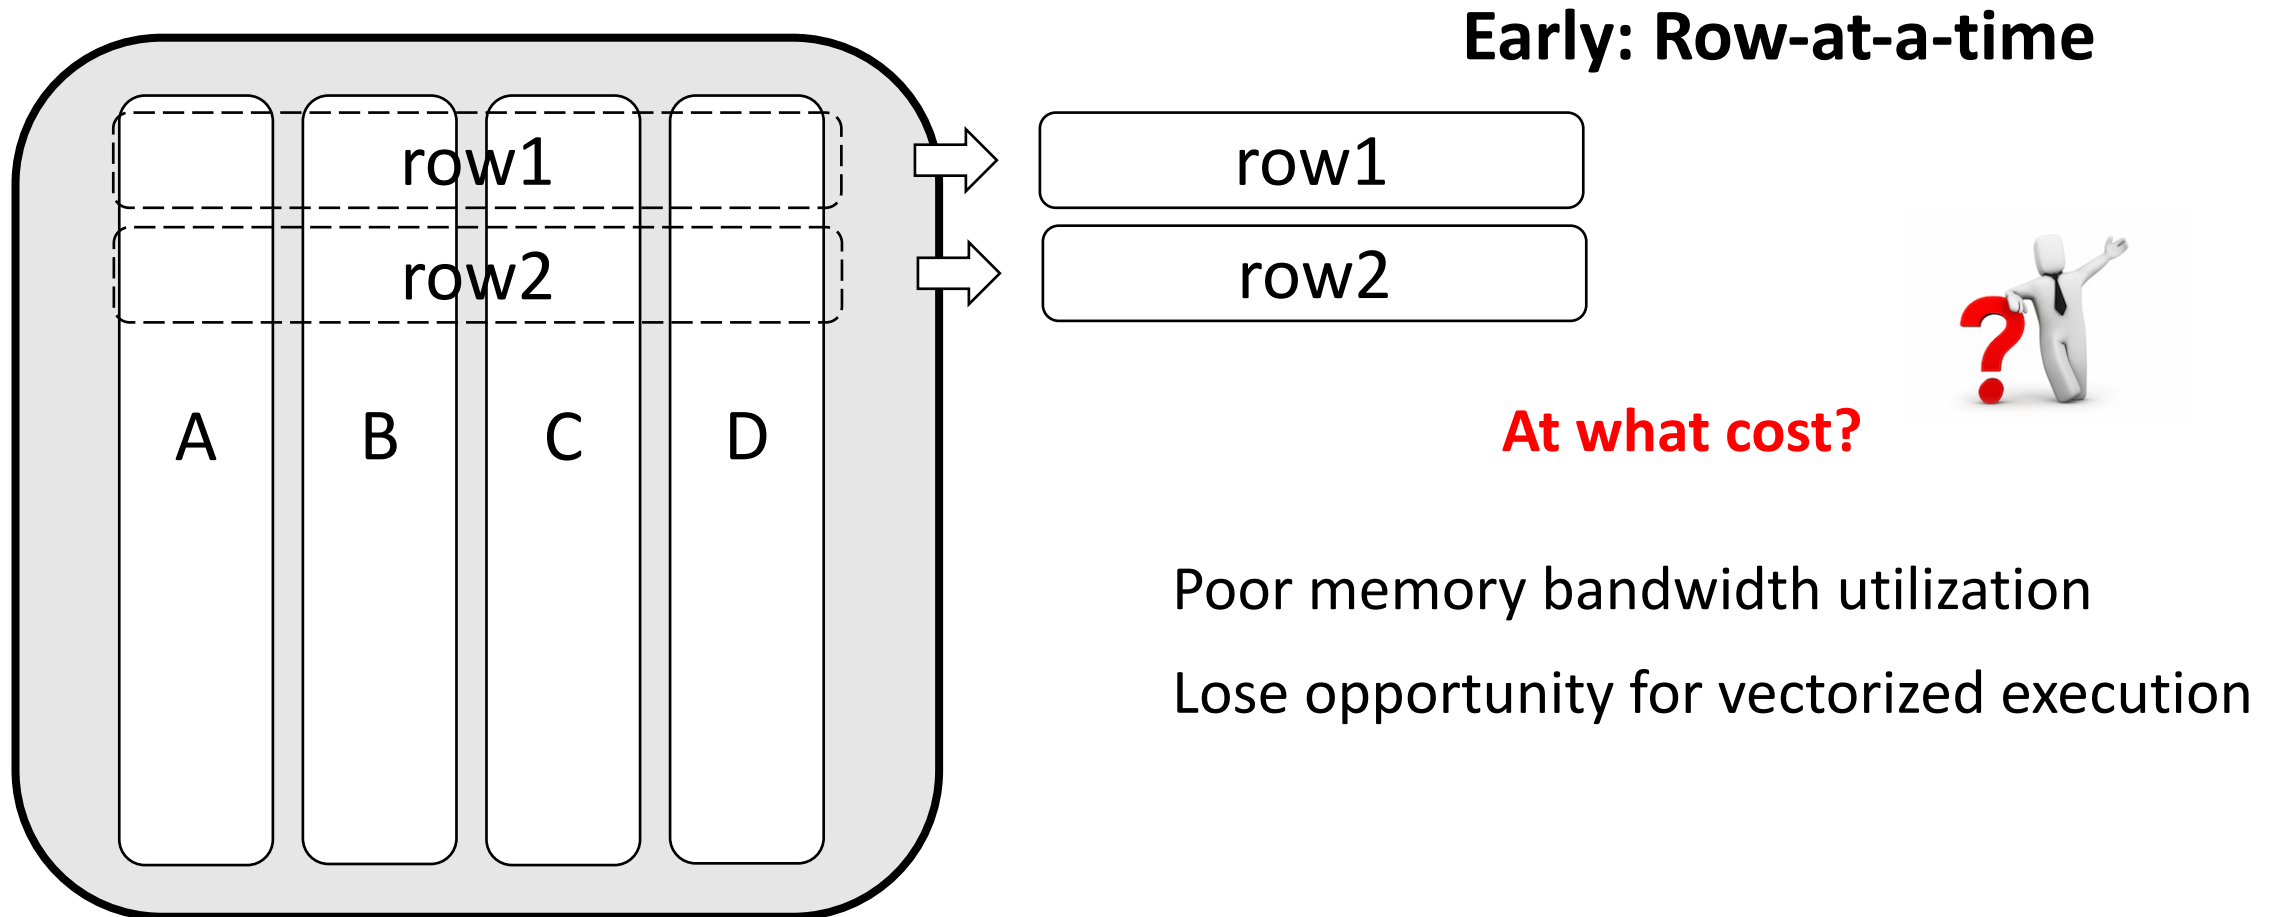 Early: Row-at-a-time
row1
row1
row2
row2
A
B
C
D
At what cost?
?
Poor memory bandwidth utilization
Lose opportunity for vectorized execution